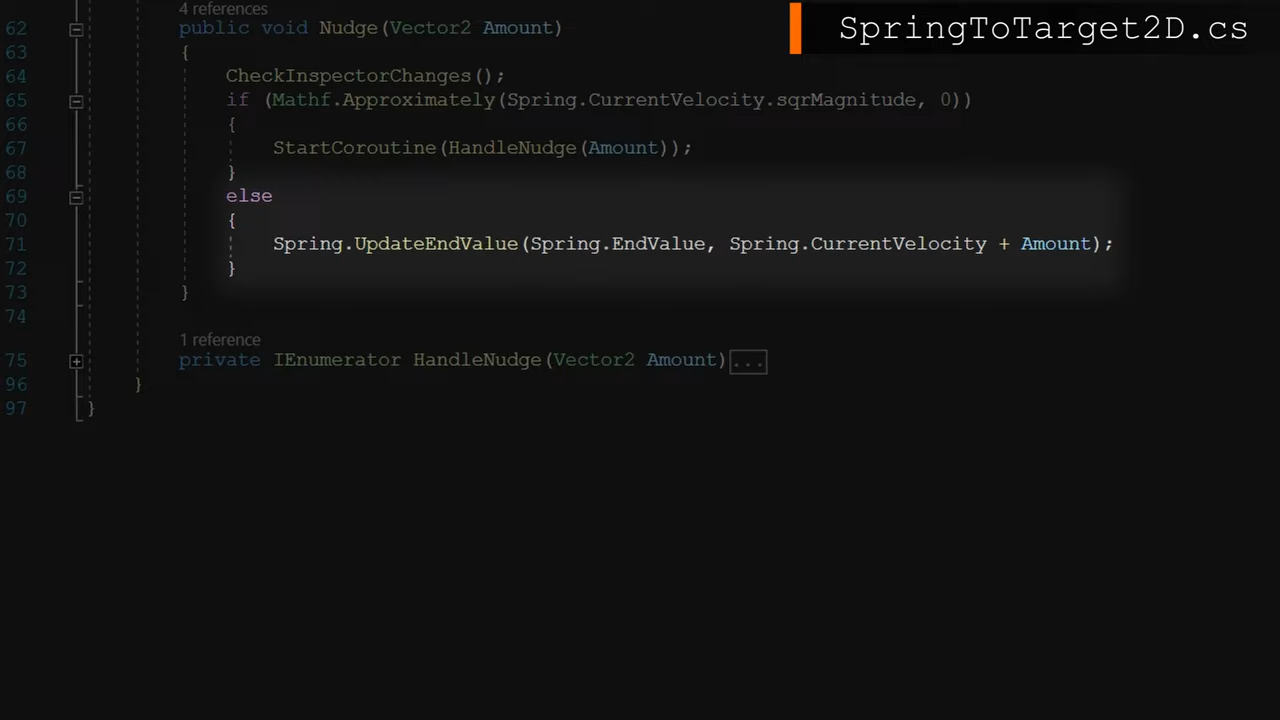 4 references
SpringToTarget2D.cs
62 public void Nudge(Vector2 Amount)
63 {
64 CheckInspectorChanges();
65 if (Mathf.Approximately(Spring.CurrentVelocity.sqrMagnitude, 0))
66 {
67 StartCoroutine(HandleNudge(Amount));
68 }
69 else
70 {
71 Spring.UpdateEndValue(Spring.EndValue, Spring.CurrentVelocity + Amount);
72 }
73 }
74
1 reference
75 private IEnumerator HandleNudge(Vector2 Amount)...
96 }
97 }